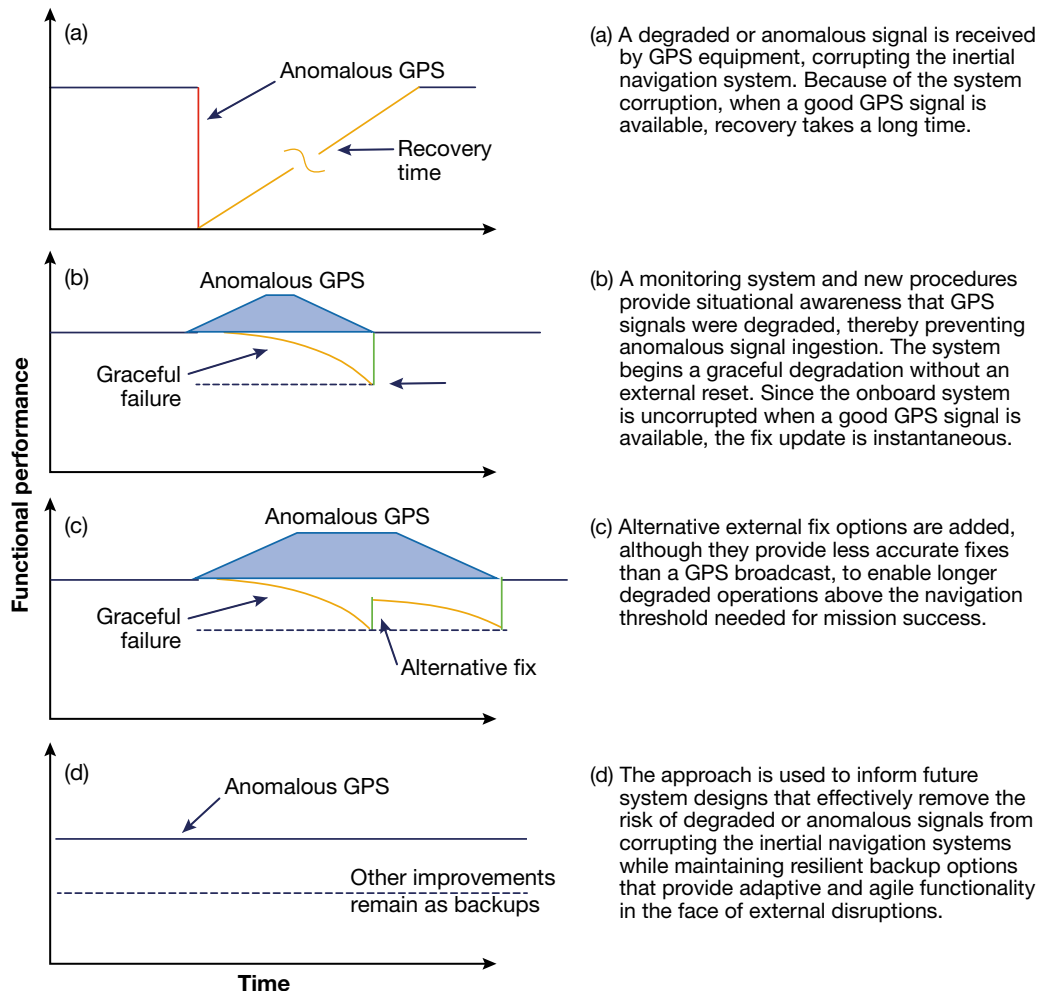 Functional performance
(a)
Anomalous GPS
Recovery
time
(a) A degraded or anomalous signal is received
by GPS equipment, corrupting the inertial
navigation system. Because of the system
corruption, when a good GPS signal is
available, recovery takes a long time.
(b)
Anomalous GPS
Graceful
failure
(b) A monitoring system and new procedures
provide situational awareness that GPS
signals were degraded, thereby preventing
anomalous signal ingestion. The system
begins a graceful degradation without an
external reset. Since the onboard system
is uncorrupted when a good GPS signal is
available, the fix update is instantaneous.
(c)
Anomalous GPS
Graceful
failure
Alternative fix
(c) Alternative external fix options are added,
although they provide less accurate fixes
than a GPS broadcast, to enable longer
degraded operations above the navigation
threshold needed for mission success.
(d)
Anomalous GPS
Other improvements
remain as backups
(d) The approach is used to inform future
system designs that effectively remove the
risk of degraded or anomalous signals from
corrupting the inertial navigation systems
while maintaining resilient backup options
that provide adaptive and agile functionality
in the face of external disruptions.
Time